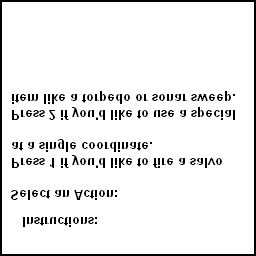 Instructions:
Select an Action:
Press 1 if you'd like to fire a salvo
at a single coordinate.
Press 2 if you'd like to use a special
item like a torpedo or sonar sweep.